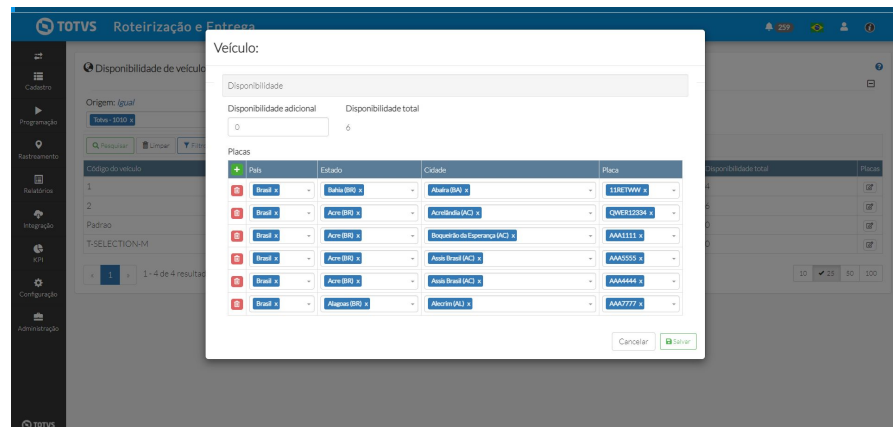 TOTVS Roteirização e Entrega 259
Veículo:
Disponibilidade de veículo
Cadastro
Origem: Igual
Totvs - 1010 x
Programação
Pesquisar Limpar
Rastreamento
Relatórios
Integração
KPI
Configuração
Administração
TOTVS
Código do veículo Disponibilidade total Placas
1 4
2 6
Padrao 0
T-SELECTION-M 0
1 1 - 4 de 4 resultad 10 25 50 100
Disponibilidade
Disponibilidade adicional Disponibilidade total
0 6
Placas
+ País Estado Cidade Placa
Brasil x Bahia (BR) x Abaíra (BA) x 11RETWW x
Brasil x Acre (BR) x Acrelândia (AC) x QWER12334 x
Brasil x Acre (BR) x Boqueirão da Esperança (AC) x AAA1111 x
Brasil x Acre (BR) x Assis Brasil (AC) x AAA5555 x
Brasil x Acre (BR) x Assis Brasil (AC) x AAA4444 x
Brasil x Alagoas (BR) x Alecrim (AL) x AAA7777 x
Cancelar Salvar